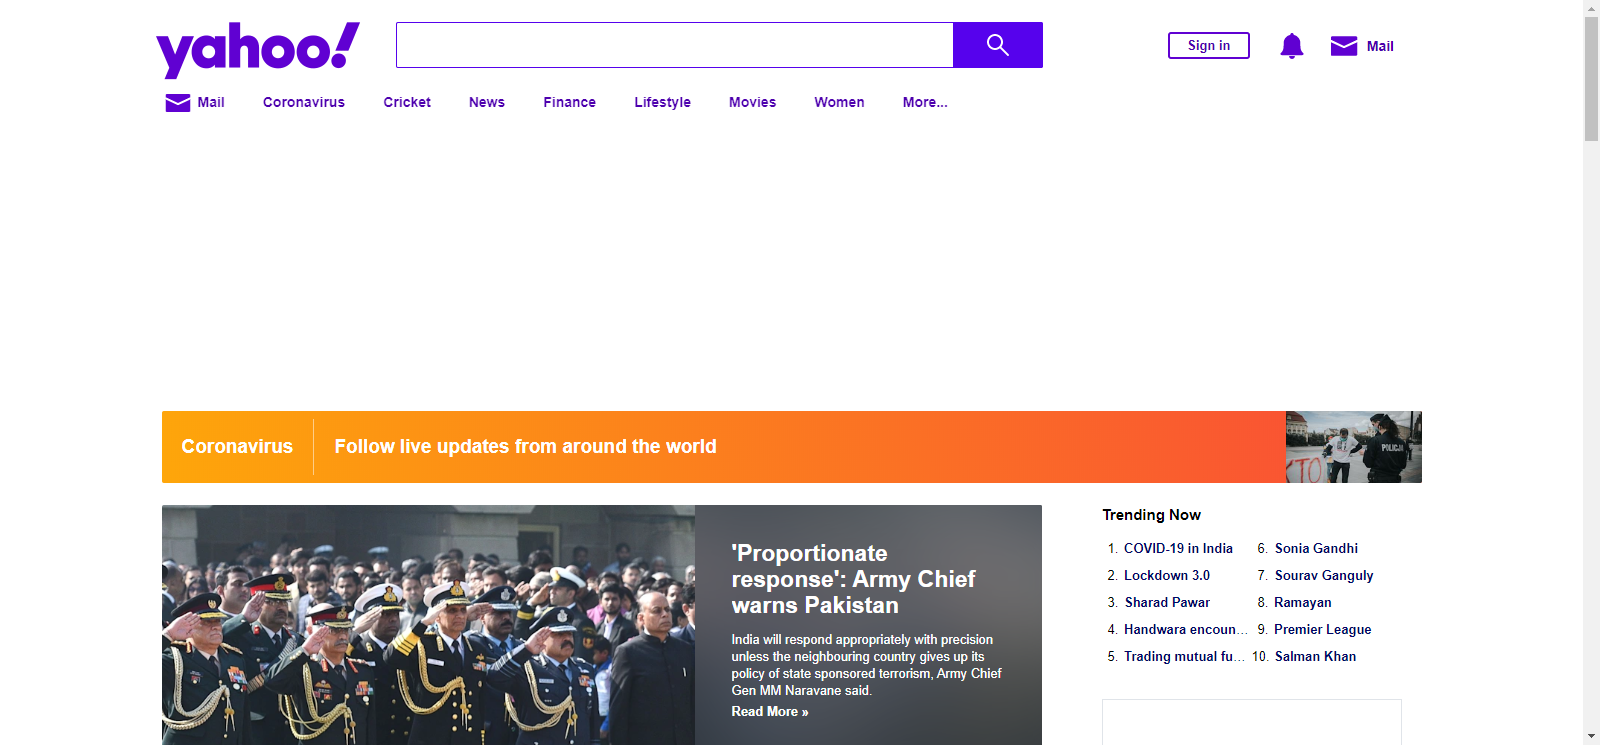 yahoo!
Sign in
Mail
Mail Coronavirus Cricket News Finance Lifestyle Movies Women More...
Coronavirus
Follow live updates from around the world
POLICJA
'Proportionate
response': Army Chief
warns Pakistan
India will respond appropriately with precision
unless the neighbouring country gives up its
policy of state sponsored terrorism, Army Chief
Gen MM Naravane said.
Read More »
Trending Now
1. COVID-19 in India
2. Lockdown 3.0
3. Sharad Pawar
4. Handwara encoun...
5. Trading mutual fu...
6. Sonia Gandhi
7. Sourav Ganguly
8. Ramayan
9. Premier League
10. Salman Khan